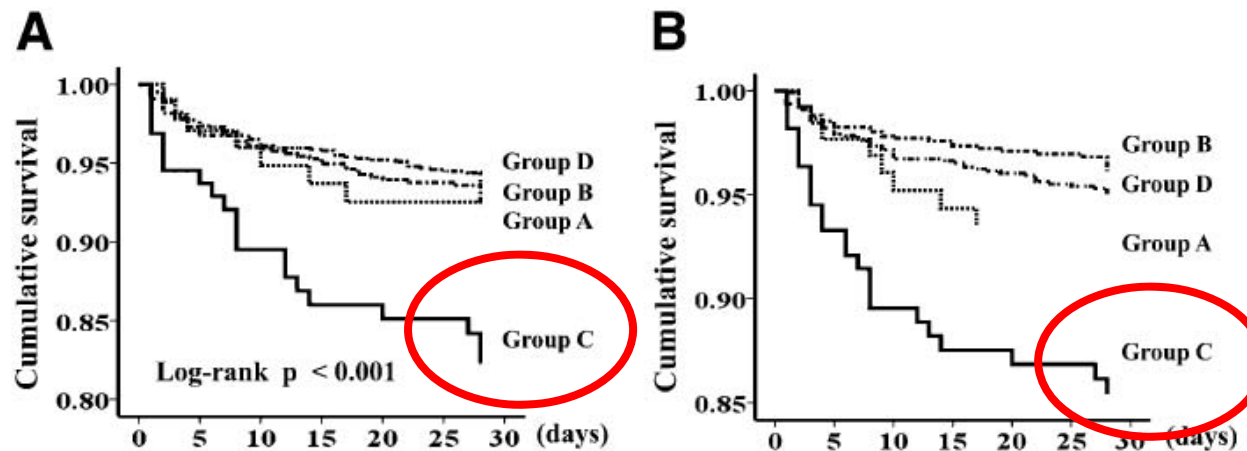 A
Cumulative survival
1.00
0.95
0.90
0.85
0.80
Group D
Group B
Group A
Group C
Log-rank p < 0.001
0 5 10 15 20 25 30 (days)
B
Cumulative survival
1.00
0.95
0.90
0.85
Group B
Group D
Group A
Group C
0 5 10 15 20 25 30 (days)